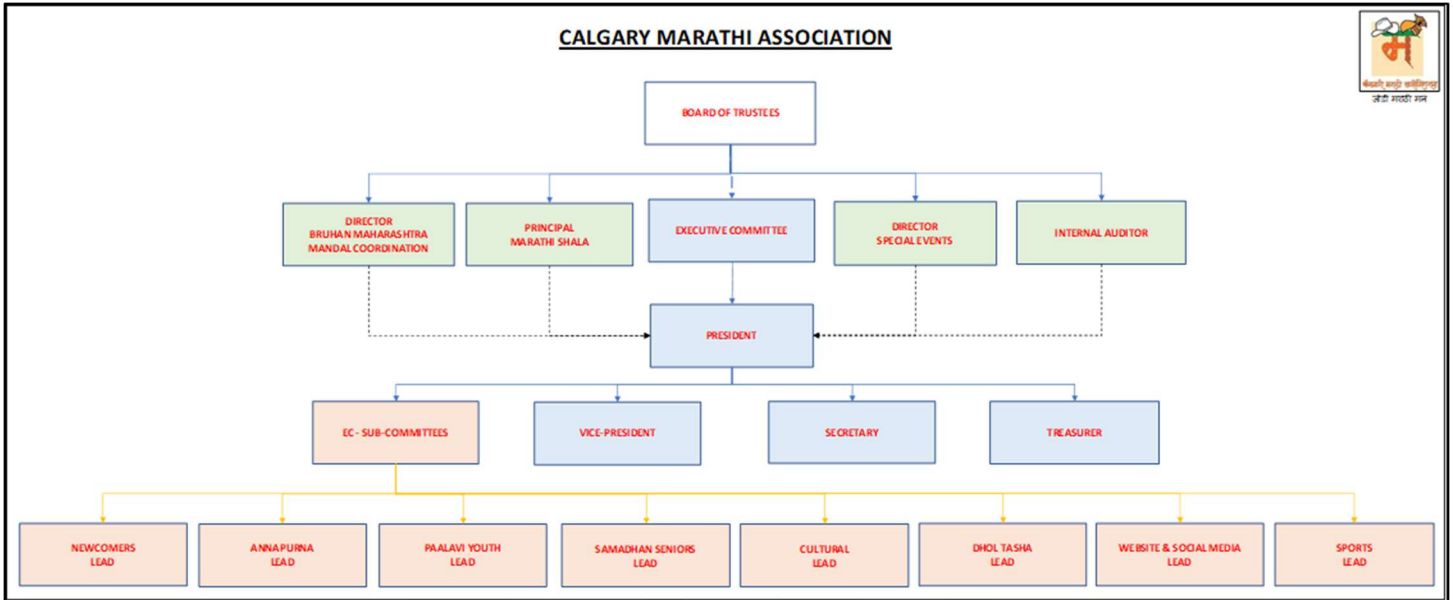 CALGARY MARATHI ASSOCIATION
जोडी मराठी मन
BOARD OF TRUSTEES
DIRECTOR
BRUHAN MAHARASHTRA
MANDAL COORDINATION
PRINCIPAL
MARATHI SHALA
EXECUTIVE COMMITTEE
DIRECTOR
SPECIAL EVENTS
INTERNAL AUDITOR
PRESIDENT
EC - SUB-COMMITTEES
VICE-PRESIDENT
SECRETARY
TREASURER
NEWCOMERS
LEAD
ANNAPURNA
LEAD
PAALAVI YOUTH
LEAD
SAMADHAN SENIORS
LEAD
CULTURAL
LEAD
DHOL TASHA
LEAD
WEBSITE & SOCIAL MEDIA
LEAD
SPORTS
LEAD